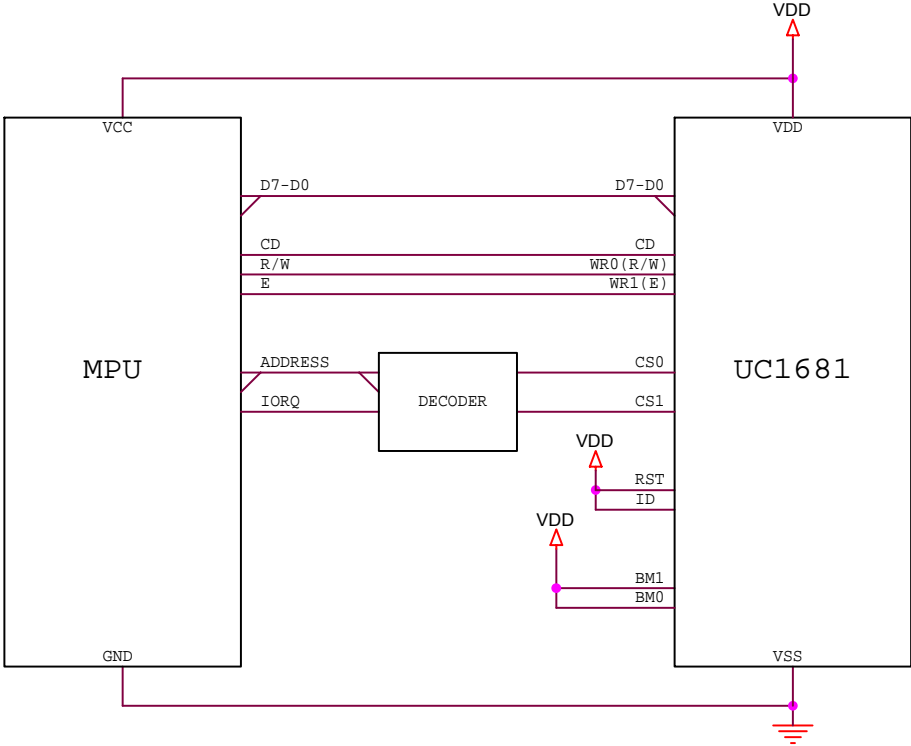 VDD
VCC VDD
D7-D0 D7-D0
CD CD
R/W WR0(R/W)
E WR1(E)
ADDRESS CS0
MPU UC1681
IORQ DECODER CS1
VDD
RST
ID
VDD
BM1
BM0
GND VSS